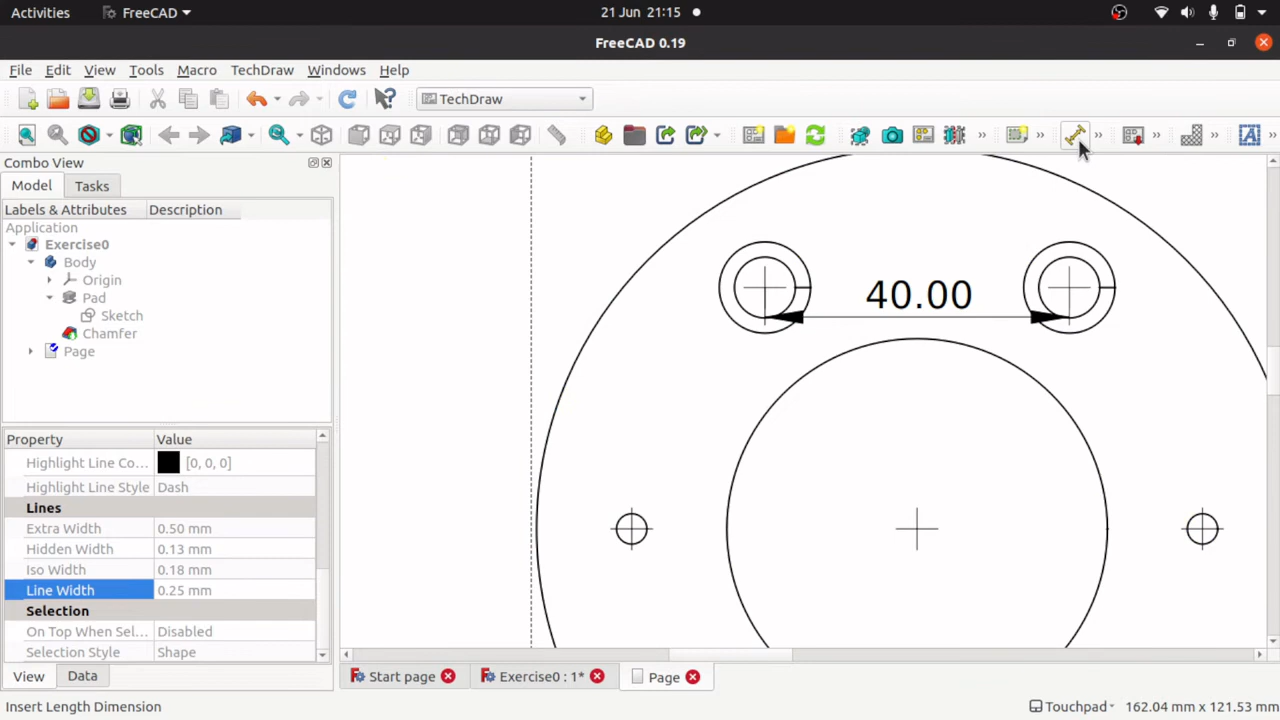 Activities
FreeCAD
21 Jun 21:15
FreeCAD 0.19
File Edit View Tools Macro TechDraw Windows Help
TechDraw
Combo View
Model Tasks
Labels & Attributes Description
Application
Exercise0
Body
Origin
Pad
Sketch
Chamfer
Page
Property Value
Highlight Line Co... [0, 0, 0]
Highlight Line Style Dash
Lines
Extra Width 0.50 mm
Hidden Width 0.13 mm
Iso Width 0.18 mm
Line Width 0.25 mm
Selection
On Top When Sel... Disabled
Selection Style Shape
View Data
40.00
Start page
Exercise0 : 1*
Page
Insert Length Dimension
Touchpad
162.04 mm x 121.53 mm